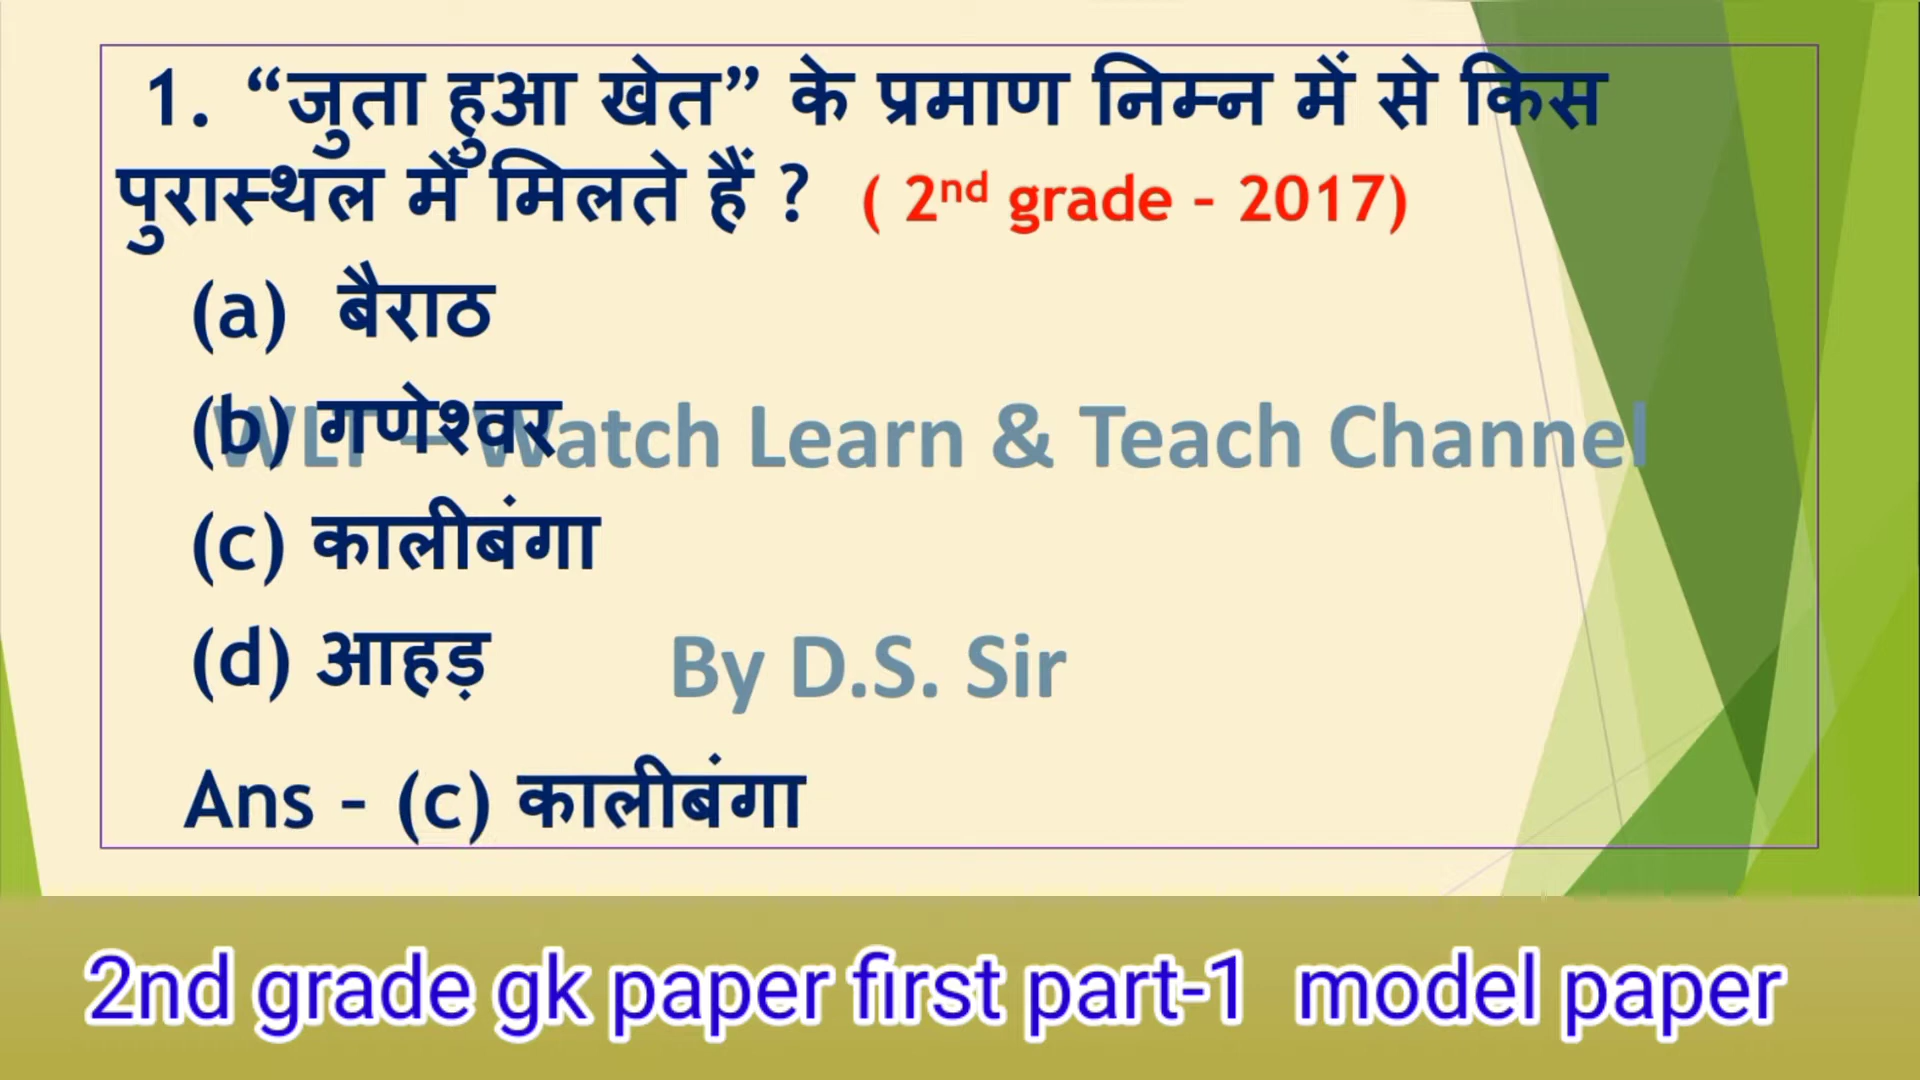 1. “जुता हुआ खेत” के प्रमाण निम्न में से किस
पुरास्थल में मिलते हैं ? ( 2nd grade – 2017)
(a) बैराठ
(b) गणेश्वर
WLT – Watch Learn & Teach Channel
(c) कालीबंगा
(d) आहड़
By D.S. Sir
Ans – (c) कालीबंगा
2nd grade gk paper first part-1 model paper